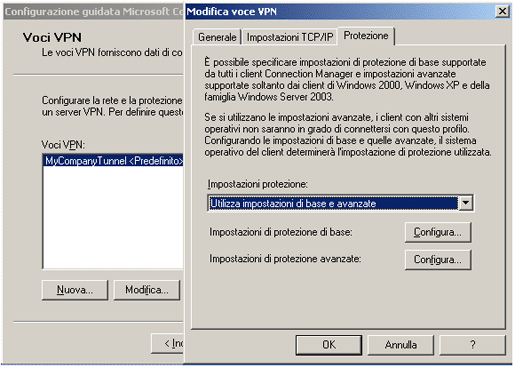 Configurazione guidata Microsoft Co
Voci VPN
Le voci VPN forniscono dati di co
Configurare la rete e la protezione
un server VPN. Per definire queste
Voci VPN:
MyCompanyTunnel <Predefinito>
Nuova...
Modifica...
< In
Modifica voce VPN
Generale
Impostazioni TCP/IP
Protezione
È possibile specificare impostazioni di protezione di base supportate
da tutti i client Connection Manager e impostazioni avanzate
supportate soltanto dai client di Windows 2000, Windows XP e della
famiglia Windows Server 2003.
Se si utilizzano le impostazioni avanzate, i client con altri sistemi
operativi non saranno in grado di connettersi con questo profilo.
Configurando le impostazioni di base e quelle avanzate, il sistema
operativo del client determinerà l'impostazione di protezione utilizzata.
Impostazioni protezione:
Utilizza impostazioni di base e avanzate
Impostazioni di protezione di base:
Configura...
Impostazioni di protezione avanzate:
Configura...
OK
Annulla
?